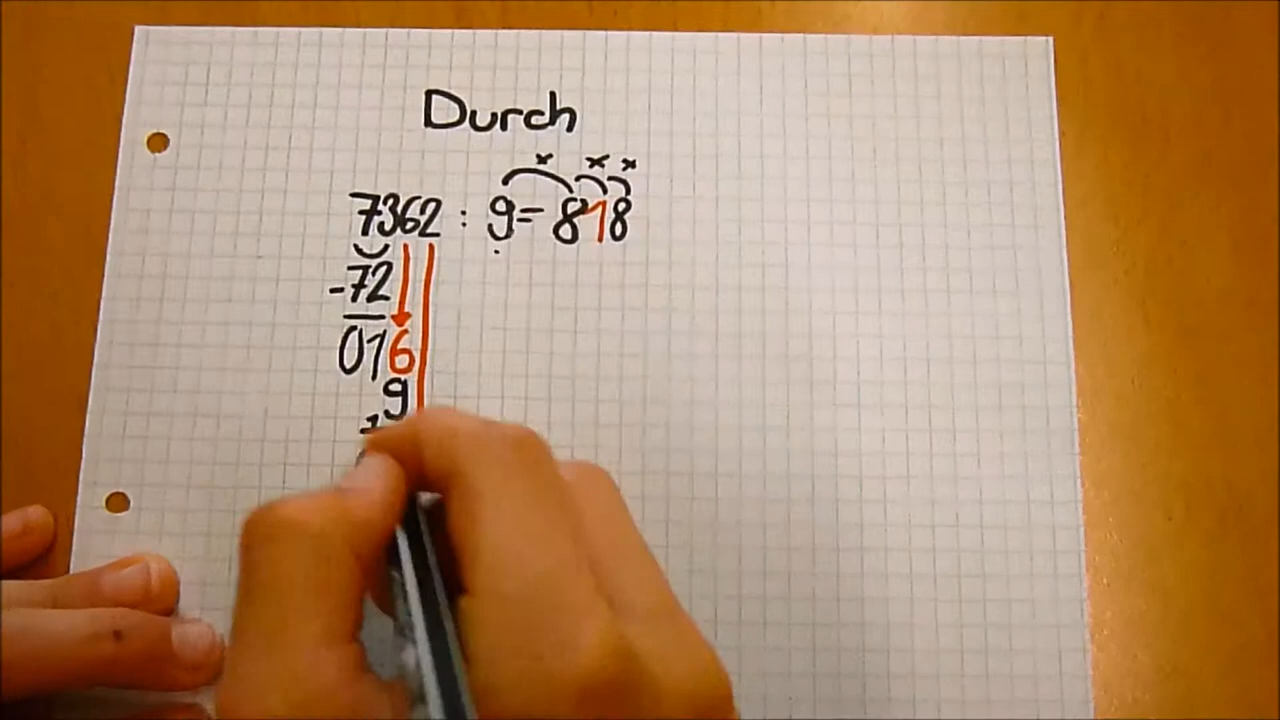 Durch
x x x
7362 : 9 = 818
-72
016
9